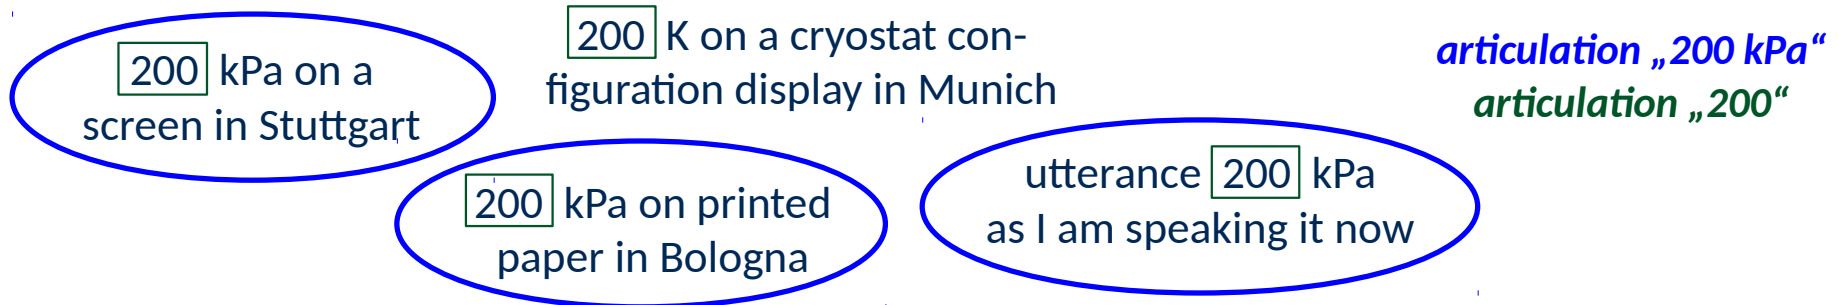 200 kPa on a
screen in Stuttgart
200 K on a cryostat con-
figuration display in Munich
200 kPa on printed
paper in Bologna
utterance 200 kPa
as I am speaking it now
articulation „200 kPa“
articulation „200“